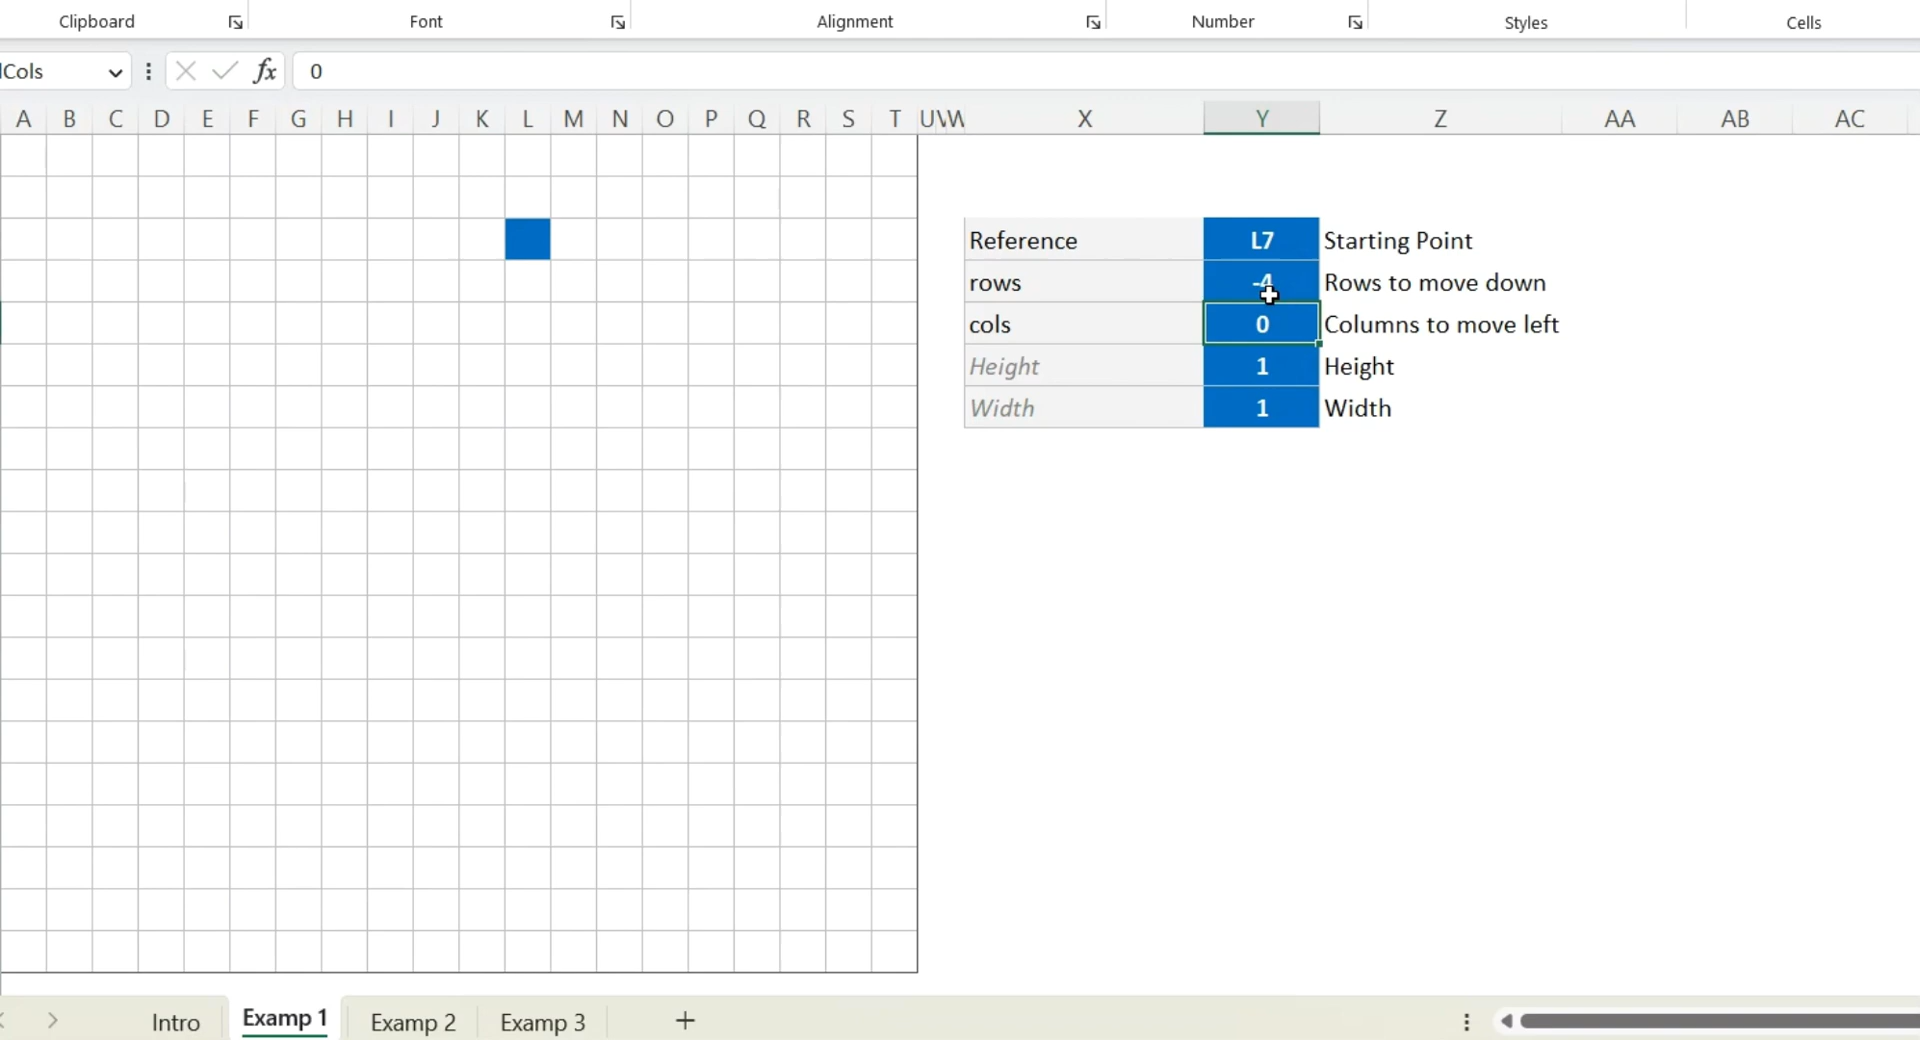 Clipboard Font Alignment Number Styles Cells
Cols fx 0
A B C D E F G H I J K L M N O P Q R S T U V W X Y Z AA AB AC
Reference L7 Starting Point
rows -4 Rows to move down
cols 0 Columns to move left
Height 1 Height
Width 1 Width
Intro Examp 1 Examp 2 Examp 3 +